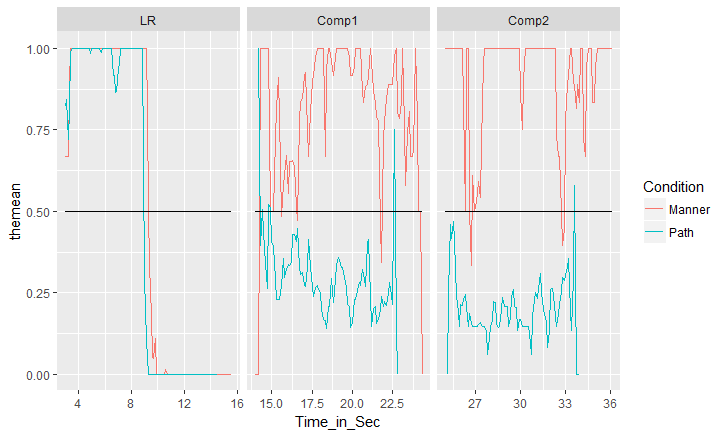 LR Comp1 Comp2
1.00
0.75
0.50
0.25
0.00
themean
4 8 12 16 15.0 17.5 20.0 22.5 27 30 33 36
Time_in_Sec
Condition
Manner
Path